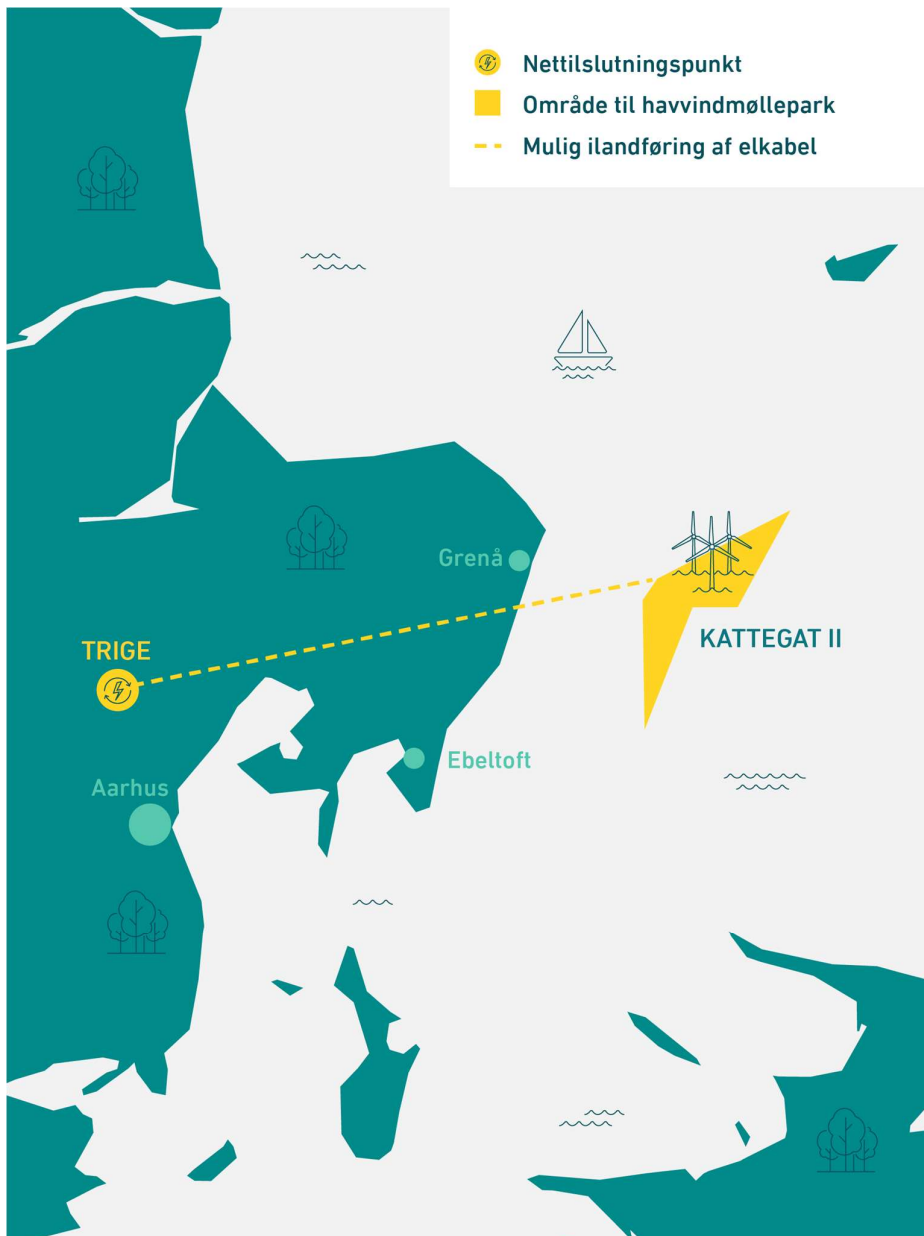 Nettilslutningspunkt
Område til havvindmøllepark
Mulig ilandføring af elkabel
Grenå
KATTEGAT II
TRIGE
Ebeltoft
Aarhus